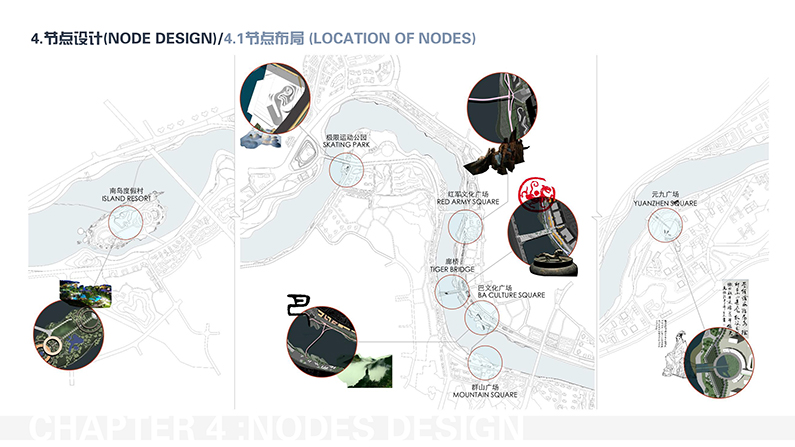 4.节点设计(NODE DESIGN)/4.1节点布局 (LOCATION OF NODES)
极限运动公园
SKATING PARK
南岛度假村
ISLAND RESORT
红军文化广场
RED ARMY SQUARE
元九广场
YUANZHEN SQUARE
廊桥
TIGER BRIDGE
巴文化广场
BA CULTURE SQUARE
群山广场
MOUNTAIN SQUARE
CHAPTER 4 :NODES DESIGN